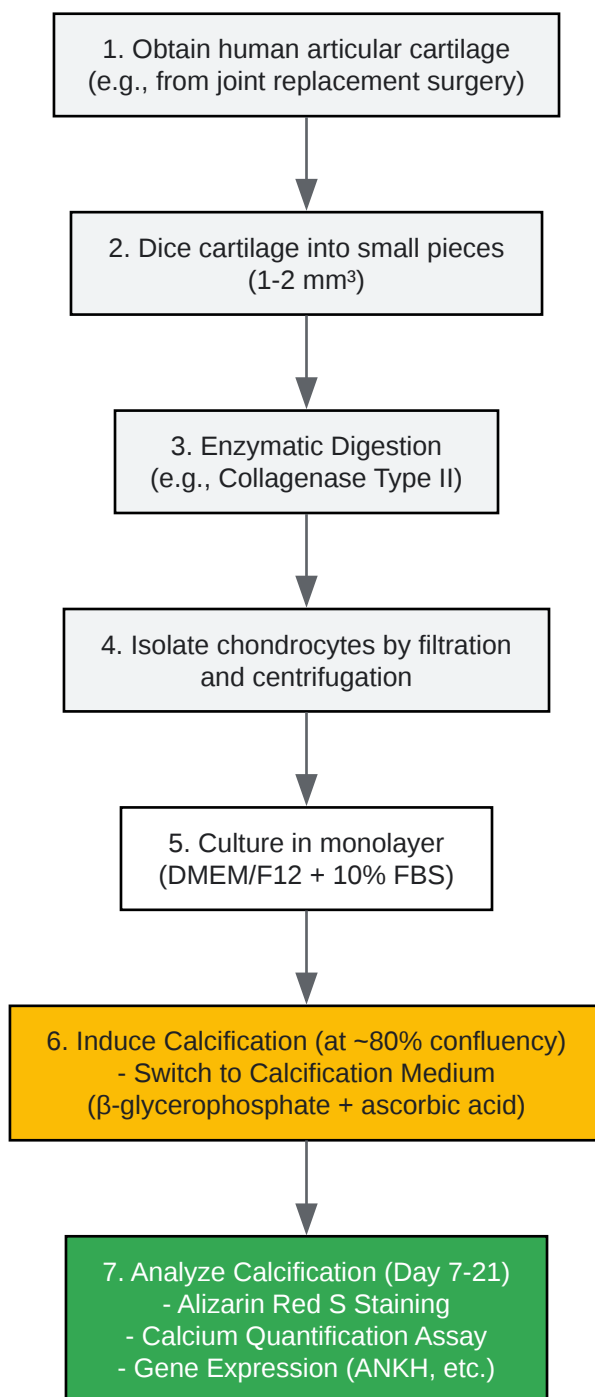 1. Obtain human articular cartilage
(e.g., from joint replacement surgery)
2. Dice cartilage into small pieces
(1-2 mm³)
3. Enzymatic Digestion
(e.g., Collagenase Type II)
4. Isolate chondrocytes by filtration
and centrifugation
5. Culture in monolayer
(DMEM/F12 + 10% FBS)
6. Induce Calcification (at ~80% confluency)
- Switch to Calcification Medium
(β-glycerophosphate + ascorbic acid)
7. Analyze Calcification (Day 7-21)
- Alizarin Red S Staining
- Calcium Quantification Assay
- Gene Expression (ANKH, etc.)